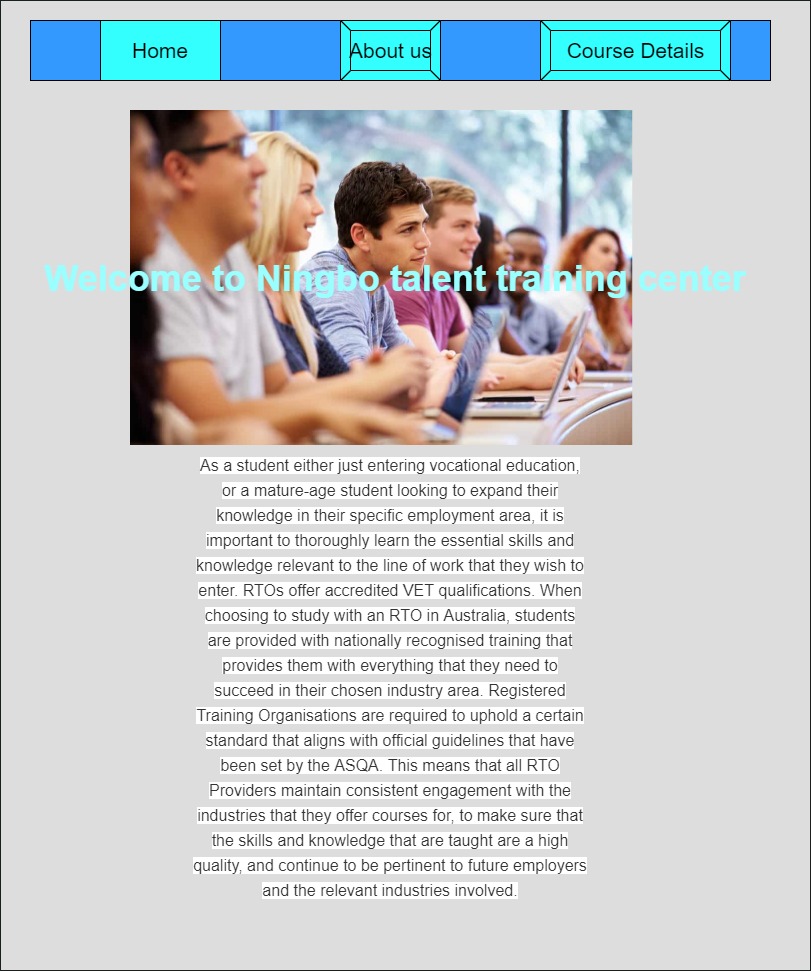 Home About us Course Details
Welcome to Ningbo talent training center
As a student either just entering vocational education,
or a mature-age student looking to expand their
knowledge in their specific employment area, it is
important to thoroughly learn the essential skills and
knowledge relevant to the line of work that they wish to
enter. RTOs offer accredited VET qualifications. When
choosing to study with an RTO in Australia, students
are provided with nationally recognised training that
provides them with everything that they need to
succeed in their chosen industry area. Registered
Training Organisations are required to uphold a certain
standard that aligns with official guidelines that have
been set by the ASQA. This means that all RTO
Providers maintain consistent engagement with the
industries that they offer courses for, to make sure that
the skills and knowledge that are taught are a high
quality, and continue to be pertinent to future employers
and the relevant industries involved.